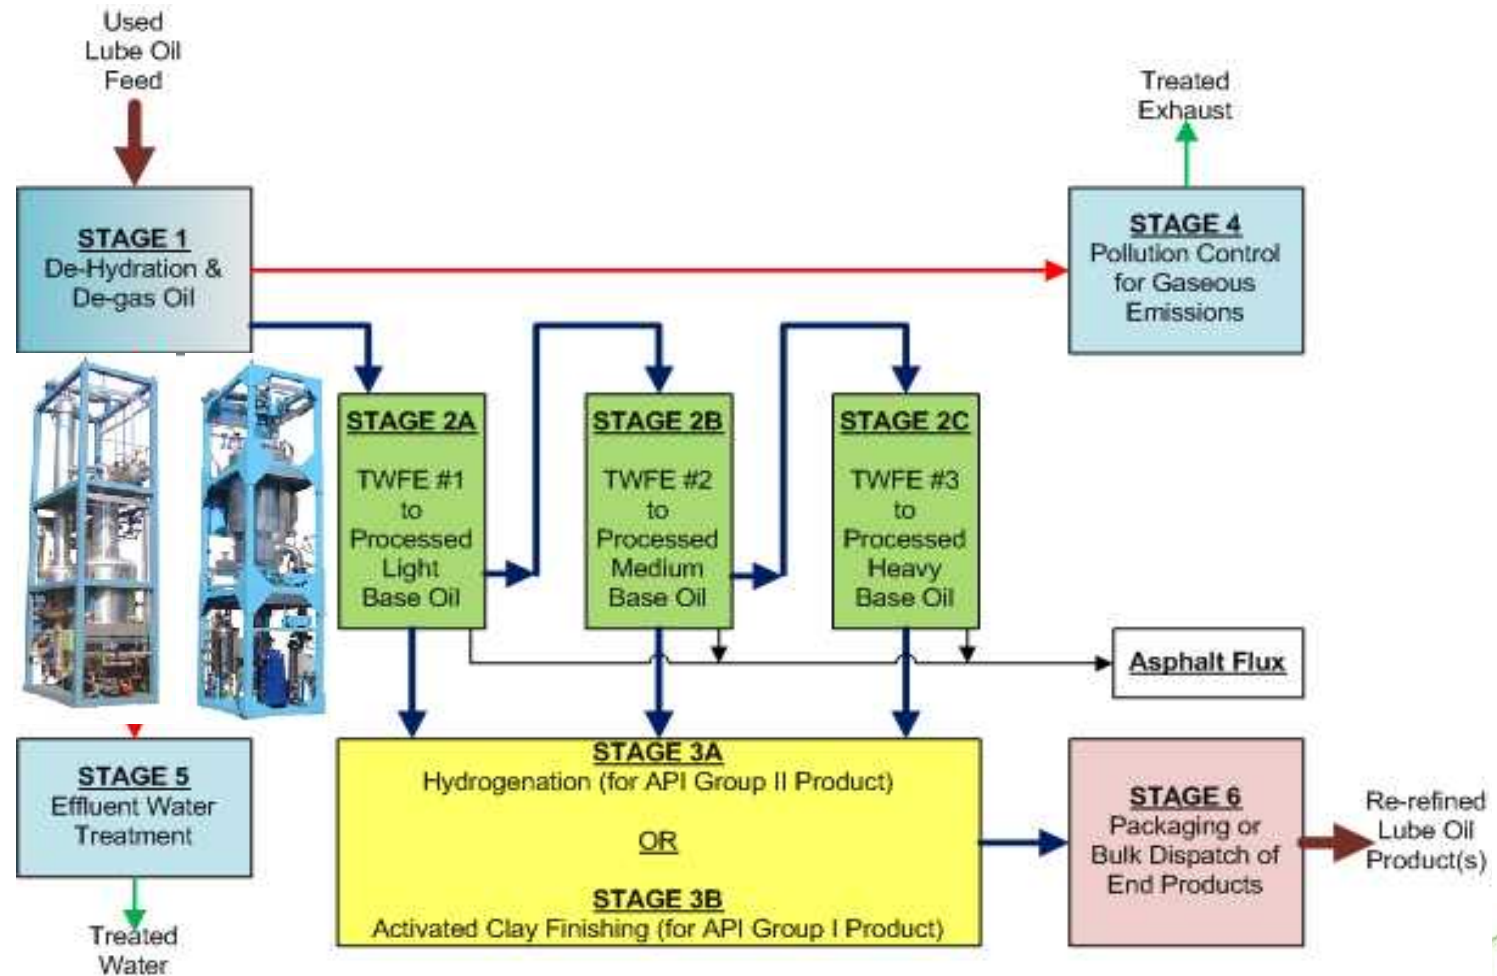 Used
Lube Oil
Feed
Treated
Exhaust
STAGE 1
De-Hydration &
De-gas Oil
STAGE 4
Pollution Control
for Gaseous
Emissions
STAGE 2A
TWFE #1
to
Processed
Light
Base Oil
STAGE 2B
TWFE #2
to
Processed
Medium
Base Oil
STAGE 2C
TWFE #3
to
Processed
Heavy
Base Oil
Asphalt Flux
STAGE 5
Effluent Water
Treatment
Treated
Water
STAGE 3A
Hydrogenation (for API Group II Product)
OR
STAGE 3B
Activated Clay Finishing (for API Group I Product)
STAGE 6
Packaging or
Bulk Dispatch of
End Products
Re-refined
Lube Oil
Product(s)